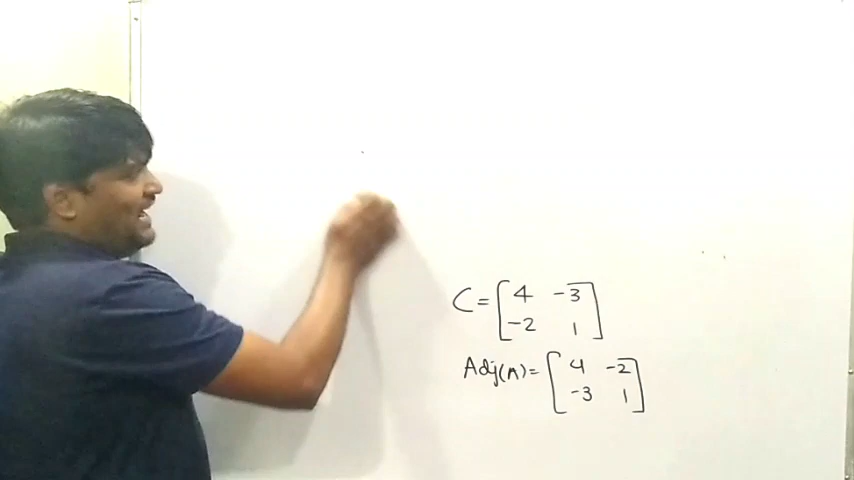 C = [ 4 -3
-2 1 ]
Adj(A) = [ 4 -2
-3 1 ]